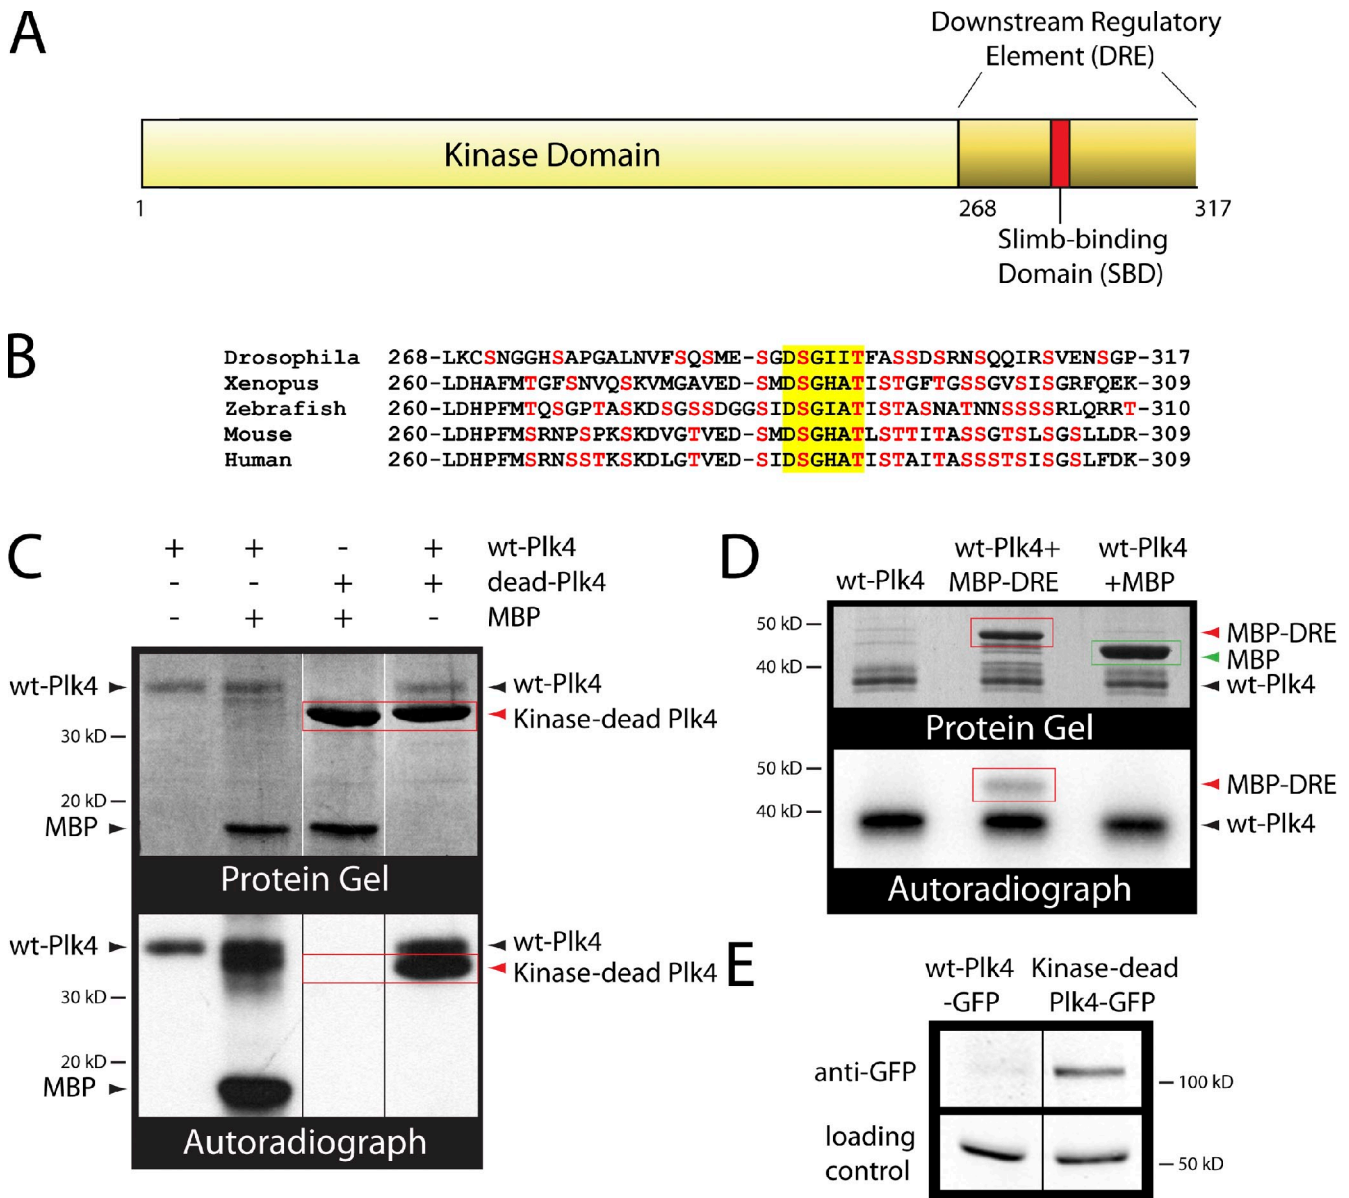 A
Downstream Regulatory
Element (DRE)
Kinase Domain
1
268
317
Slimb-binding
Domain (SBD)
B
Drosophila 268-LKCSNGGHSAPGALNVFSQSME-SGDSGIITFASSDSRNSQQIRSVENSGP-317
Xenopus 260-LDHAFMTGFSNVQSKVMGAVED-SMDSGHATISTGFTGSSGVSISGRFQEK-309
Zebrafish 260-LDHPFMTQSGPTASKDSGSSDGGSIDSGIATISTASNATNNSSSSRLQRRT-310
Mouse 260-LDHPFMSRNPSPKSKDVGTVED-SMDSGHATLSTTITASSGTSLSGSLLDR-309
Human 260-LDHPFMSRNSSTKSKDLGTVED-SIDSGHATISTAITASSSTSISGSLFDK-309
C
+ + - + wt-Plk4
- - + + dead-Plk4
- + + - MBP
wt-Plk4
wt-Plk4
Kinase-dead Plk4
30 kD
20 kD
MBP
Protein Gel
wt-Plk4
wt-Plk4
Kinase-dead Plk4
30 kD
20 kD
MBP
Autoradiograph
D
wt-Plk4
wt-Plk4+
MBP-DRE
wt-Plk4
+MBP
50 kD
40 kD
MBP-DRE
MBP
wt-Plk4
Protein Gel
50 kD
40 kD
MBP-DRE
wt-Plk4
Autoradiograph
E
wt-Plk4
-GFP
Kinase-dead
Plk4-GFP
anti-GFP
100 kD
loading
control
50 kD